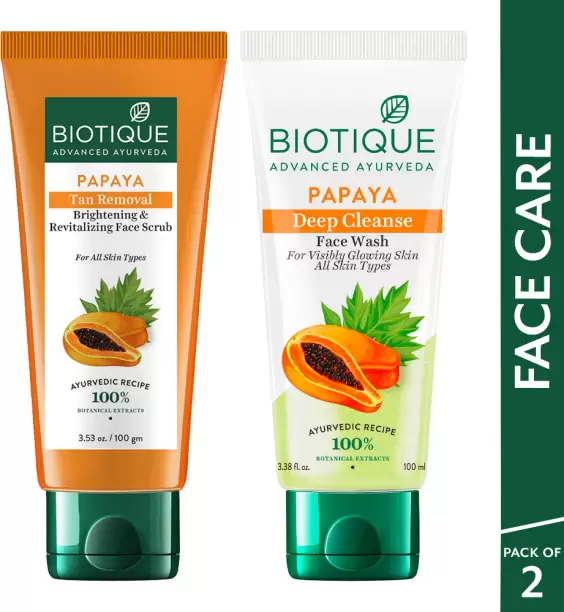 BIOTIQUE
ADVANCED AYURVEDA
PAPAYA
Tan Removal
Brightening &
Revitalizing Face Scrub
For All Skin Types
AYURVEDIC RECIPE
100%
BOTANICAL EXTRACTS
3.53 oz. / 100 gm
BIOTIQUE
ADVANCED AYURVEDA
PAPAYA
Deep Cleanse
Face Wash
For Visibly Glowing Skin
All Skin Types
AYURVEDIC RECIPE
100%
BOTANICAL EXTRACTS
3.38 fl. oz. 100 ml
FACE CARE
PACK OF
2